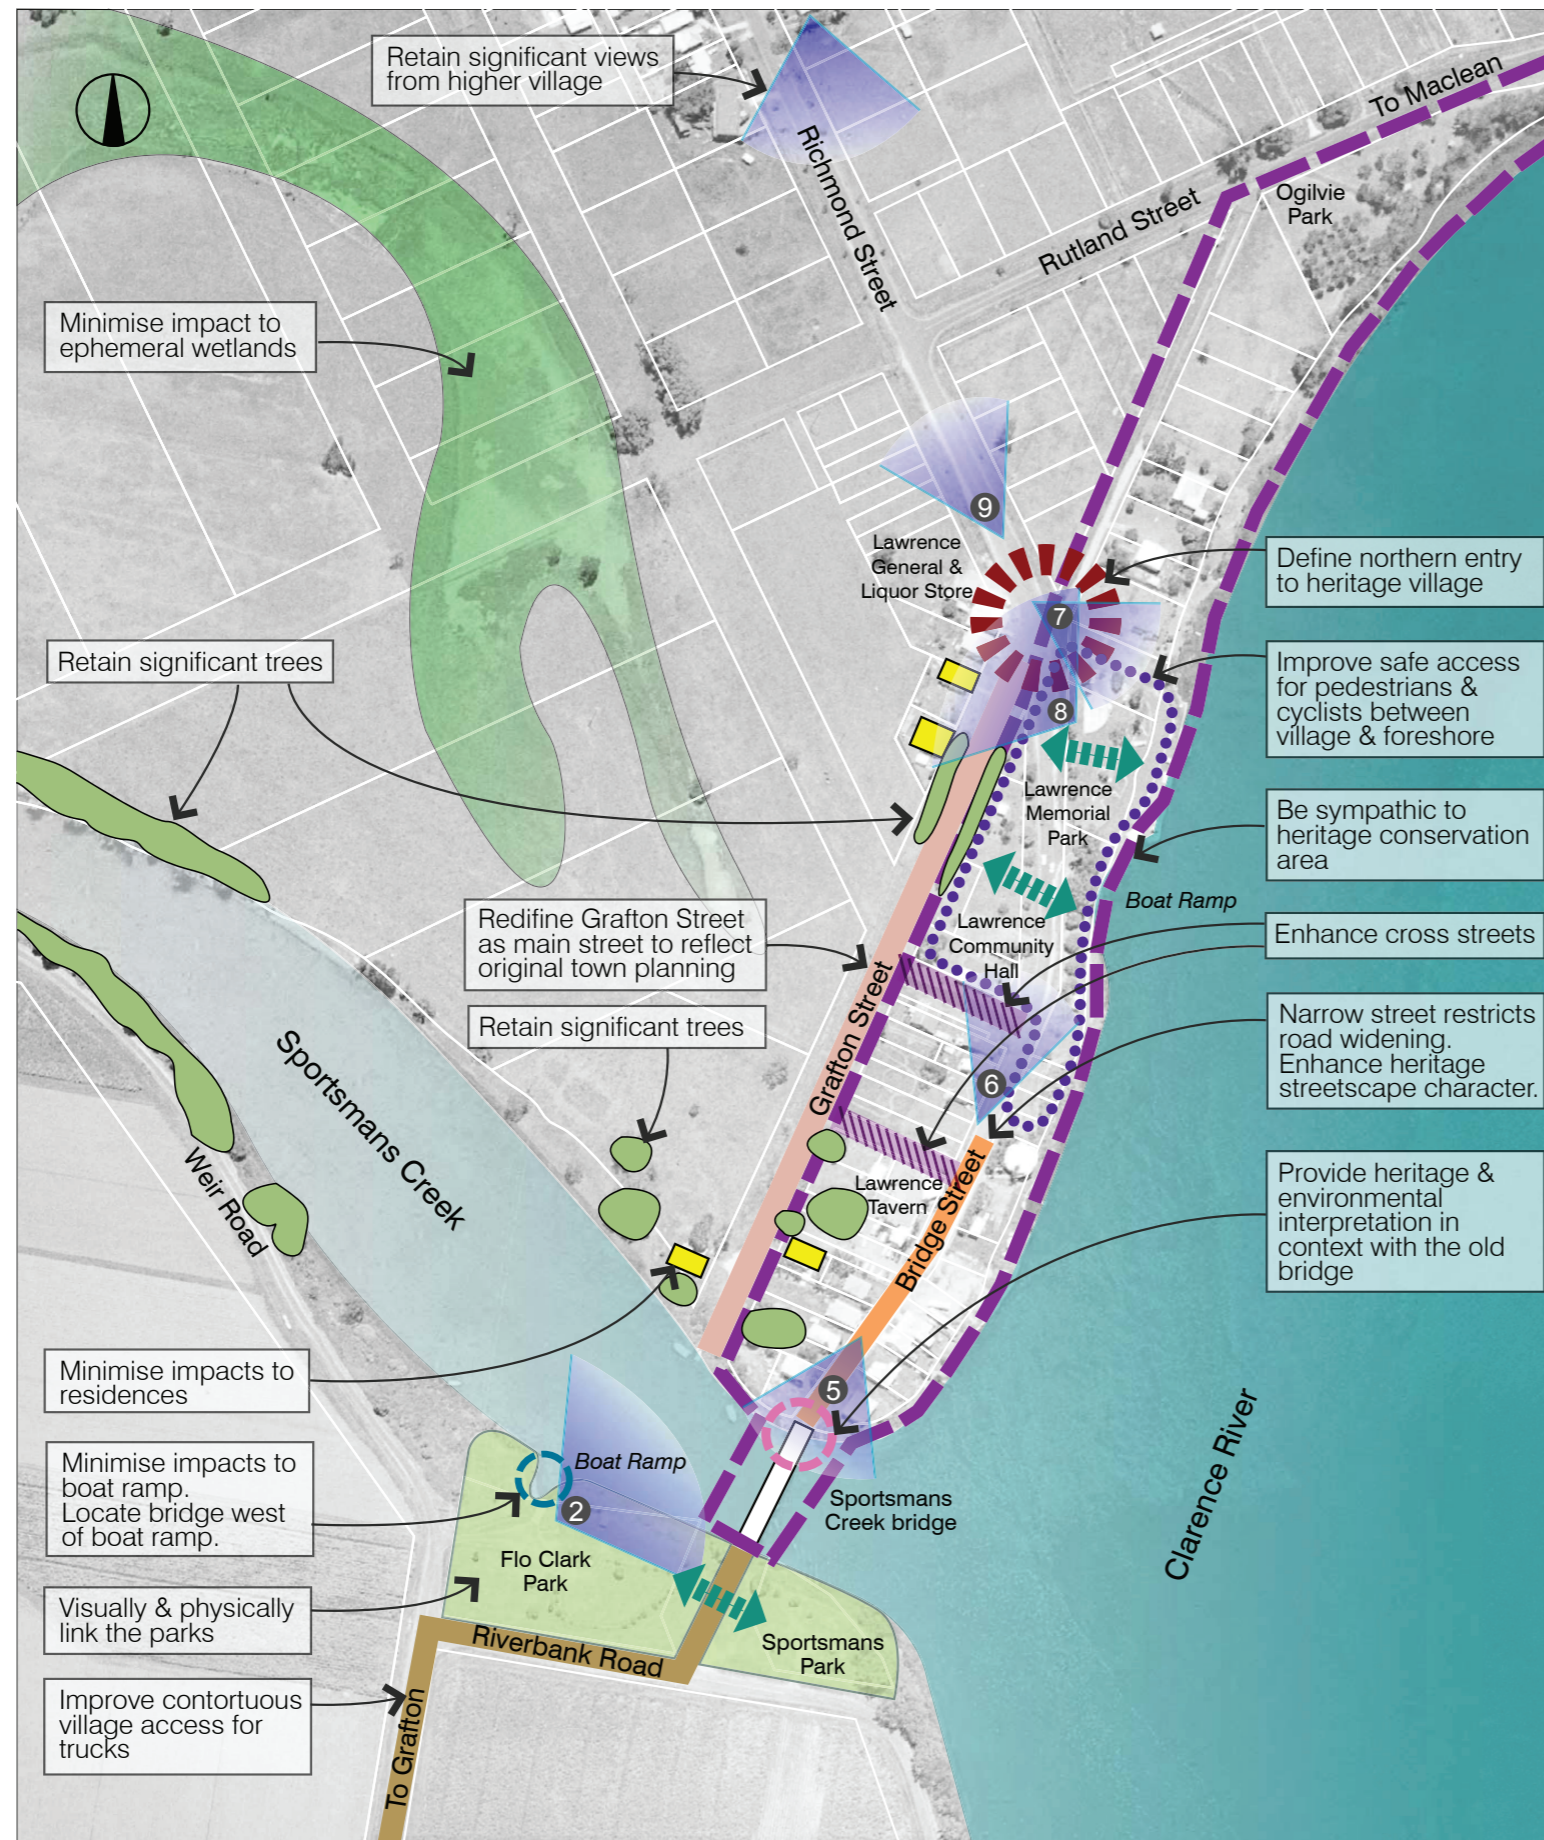 Retain significant views
from higher village
To Maclean
Ogilvie
Park
Richmond Street
Rutland Street
Minimise impact to
ephemeral wetlands
9
Lawrence
General &
Liquor Store
Define northern entry
to heritage village
7
Retain significant trees
Improve safe access
for pedestrians &
cyclists between
village & foreshore
8
Lawrence
Memorial
Park
Be sympathic to
heritage conservation
area
Boat Ramp
Redifine Grafton Street
as main street to reflect
original town planning
Lawrence
Community
Hall
Enhance cross streets
Retain significant trees
Narrow street restricts
road widening.
Enhance heritage
streetscape character.
Grafton Street
6
Sportsmans Creek
Weir Road
Lawrence
Tavern
Bridge Street
Provide heritage &
environmental
interpretation in
context with the old
bridge
Minimise impacts to
residences
5
Minimise impacts to
boat ramp.
Locate bridge west
of boat ramp.
Boat Ramp
2
Sportsmans
Creek bridge
Clarence River
Flo Clark
Park
Visually & physically
link the parks
Riverbank Road
Sportsmans
Park
Improve contortuous
village access for
trucks
To Grafton